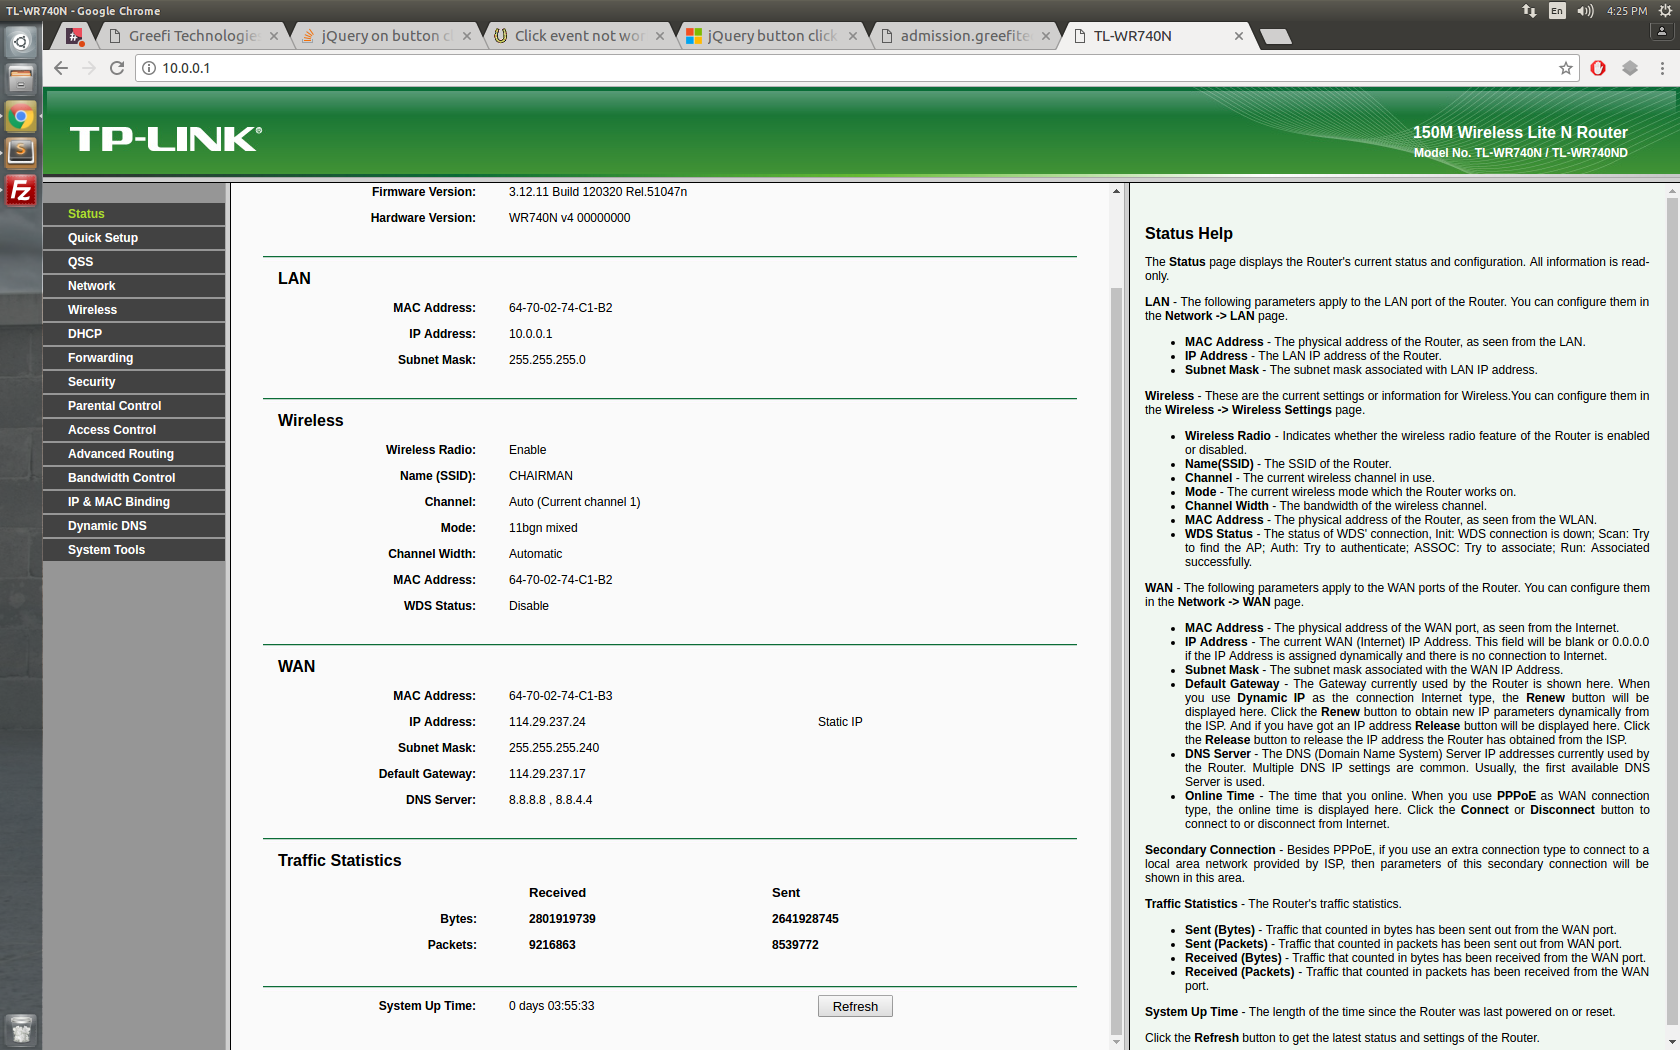 TL-WR740N - Google Chrome
En
4:25 PM
Greefi Technologies
jQuery on button cl
Click event not wor
jQuery button click
admission.greefite
TL-WR740N
10.0.0.1
TP-LINK®
150M Wireless Lite N Router
Model No. TL-WR740N / TL-WR740ND
Status
Quick Setup
QSS
Network
Wireless
DHCP
Forwarding
Security
Parental Control
Access Control
Advanced Routing
Bandwidth Control
IP & MAC Binding
Dynamic DNS
System Tools
Firmware Version: 3.12.11 Build 120320 Rel.51047n
Hardware Version: WR740N v4 00000000
LAN
MAC Address: 64-70-02-74-C1-B2
IP Address: 10.0.0.1
Subnet Mask: 255.255.255.0
Wireless
Wireless Radio: Enable
Name (SSID): CHAIRMAN
Channel: Auto (Current channel 1)
Mode: 11bgn mixed
Channel Width: Automatic
MAC Address: 64-70-02-74-C1-B2
WDS Status: Disable
WAN
MAC Address: 64-70-02-74-C1-B3
IP Address: 114.29.237.24 Static IP
Subnet Mask: 255.255.255.240
Default Gateway: 114.29.237.17
DNS Server: 8.8.8.8 , 8.8.4.4
Traffic Statistics
Received Sent
Bytes: 2801919739 2641928745
Packets: 9216863 8539772
System Up Time: 0 days 03:55:33 Refresh
Status Help
The Status page displays the Router's current status and configuration. All information is read-
only.
LAN - The following parameters apply to the LAN port of the Router. You can configure them in
the Network -> LAN page.
• MAC Address - The physical address of the Router, as seen from the LAN.
• IP Address - The LAN IP address of the Router.
• Subnet Mask - The subnet mask associated with LAN IP address.
Wireless - These are the current settings or information for Wireless.You can configure them in
the Wireless -> Wireless Settings page.
• Wireless Radio - Indicates whether the wireless radio feature of the Router is enabled
or disabled.
• Name(SSID) - The SSID of the Router.
• Channel - The current wireless channel in use.
• Mode - The current wireless mode which the Router works on.
• Channel Width - The bandwidth of the wireless channel.
• MAC Address - The physical address of the Router, as seen from the WLAN.
• WDS Status - The status of WDS' connection, Init: WDS connection is down; Scan: Try
to find the AP; Auth: Try to authenticate; ASSOC: Try to associate; Run: Associated
successfully.
WAN - The following parameters apply to the WAN ports of the Router. You can configure them
in the Network -> WAN page.
• MAC Address - The physical address of the WAN port, as seen from the Internet.
• IP Address - The current WAN (Internet) IP Address. This field will be blank or 0.0.0.0
if the IP Address is assigned dynamically and there is no connection to Internet.
• Subnet Mask - The subnet mask associated with the WAN IP Address.
• Default Gateway - The Gateway currently used by the Router is shown here. When
you use Dynamic IP as the connection Internet type, the Renew button will be
displayed here. Click the Renew button to obtain new IP parameters dynamically from
the ISP. And if you have got an IP address Release button will be displayed here. Click
the Release button to release the IP address the Router has obtained from the ISP.
• DNS Server - The DNS (Domain Name System) Server IP addresses currently used by
the Router. Multiple DNS IP settings are common. Usually, the first available DNS
Server is used.
• Online Time - The time that you online. When you use PPPoE as WAN connection
type, the online time is displayed here. Click the Connect or Disconnect button to
connect to or disconnect from Internet.
Secondary Connection - Besides PPPoE, if you use an extra connection type to connect to a
local area network provided by ISP, then parameters of this secondary connection will be
shown in this area.
Traffic Statistics - The Router's traffic statistics.
• Sent (Bytes) - Traffic that counted in bytes has been sent out from the WAN port.
• Sent (Packets) - Traffic that counted in packets has been sent out from WAN port.
• Received (Bytes) - Traffic that counted in bytes has been received from the WAN port.
• Received (Packets) - Traffic that counted in packets has been received from the WAN
port.
System Up Time - The length of the time since the Router was last powered on or reset.
Click the Refresh button to get the latest status and settings of the Router.